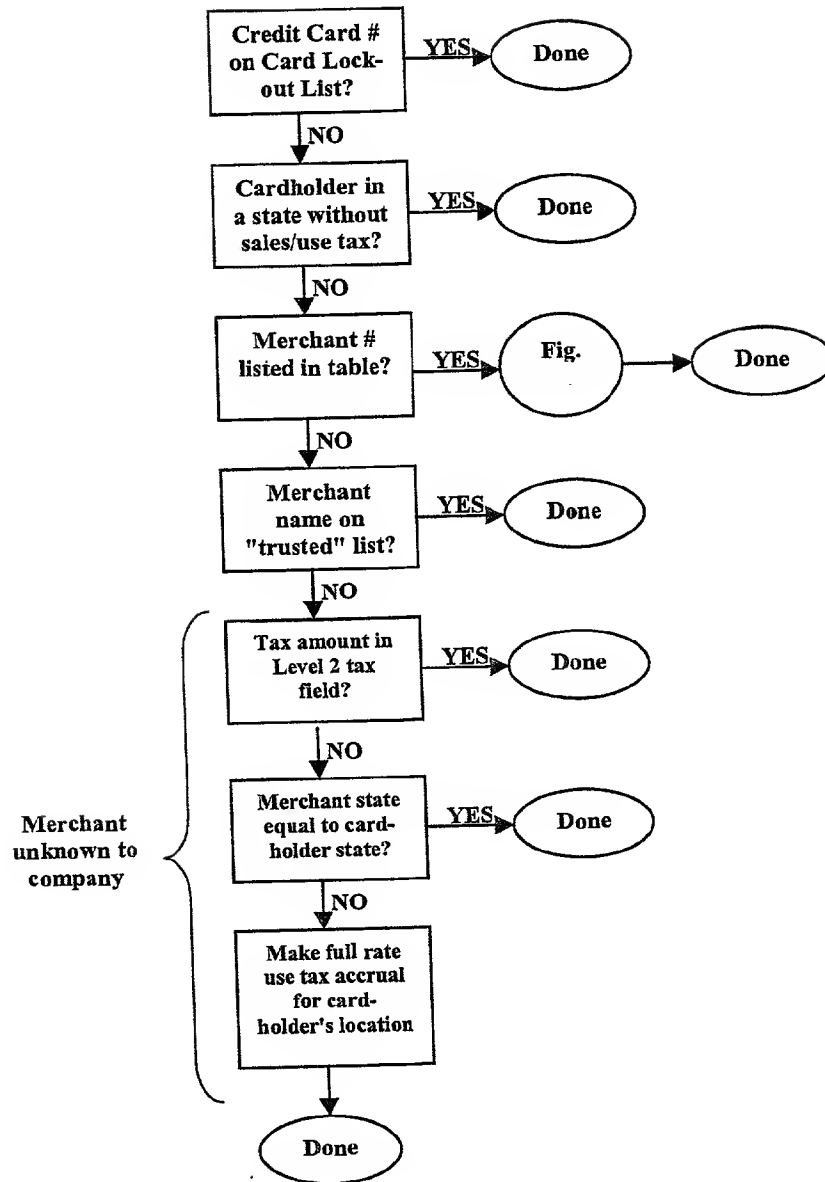 Credit Card #
on Card Lock-
out List?
YES
Done
NO
Cardholder in
a state without
sales/use tax?
YES
Done
NO
Merchant #
listed in table?
YES
Fig.
Done
NO
Merchant
name on
"trusted" list?
YES
Done
NO
Tax amount in
Level 2 tax
field?
YES
Done
NO
Merchant state
equal to card-
holder state?
YES
Done
Merchant
unknown to
company
NO
Make full rate
use tax accrual
for card-
holder's location
Done